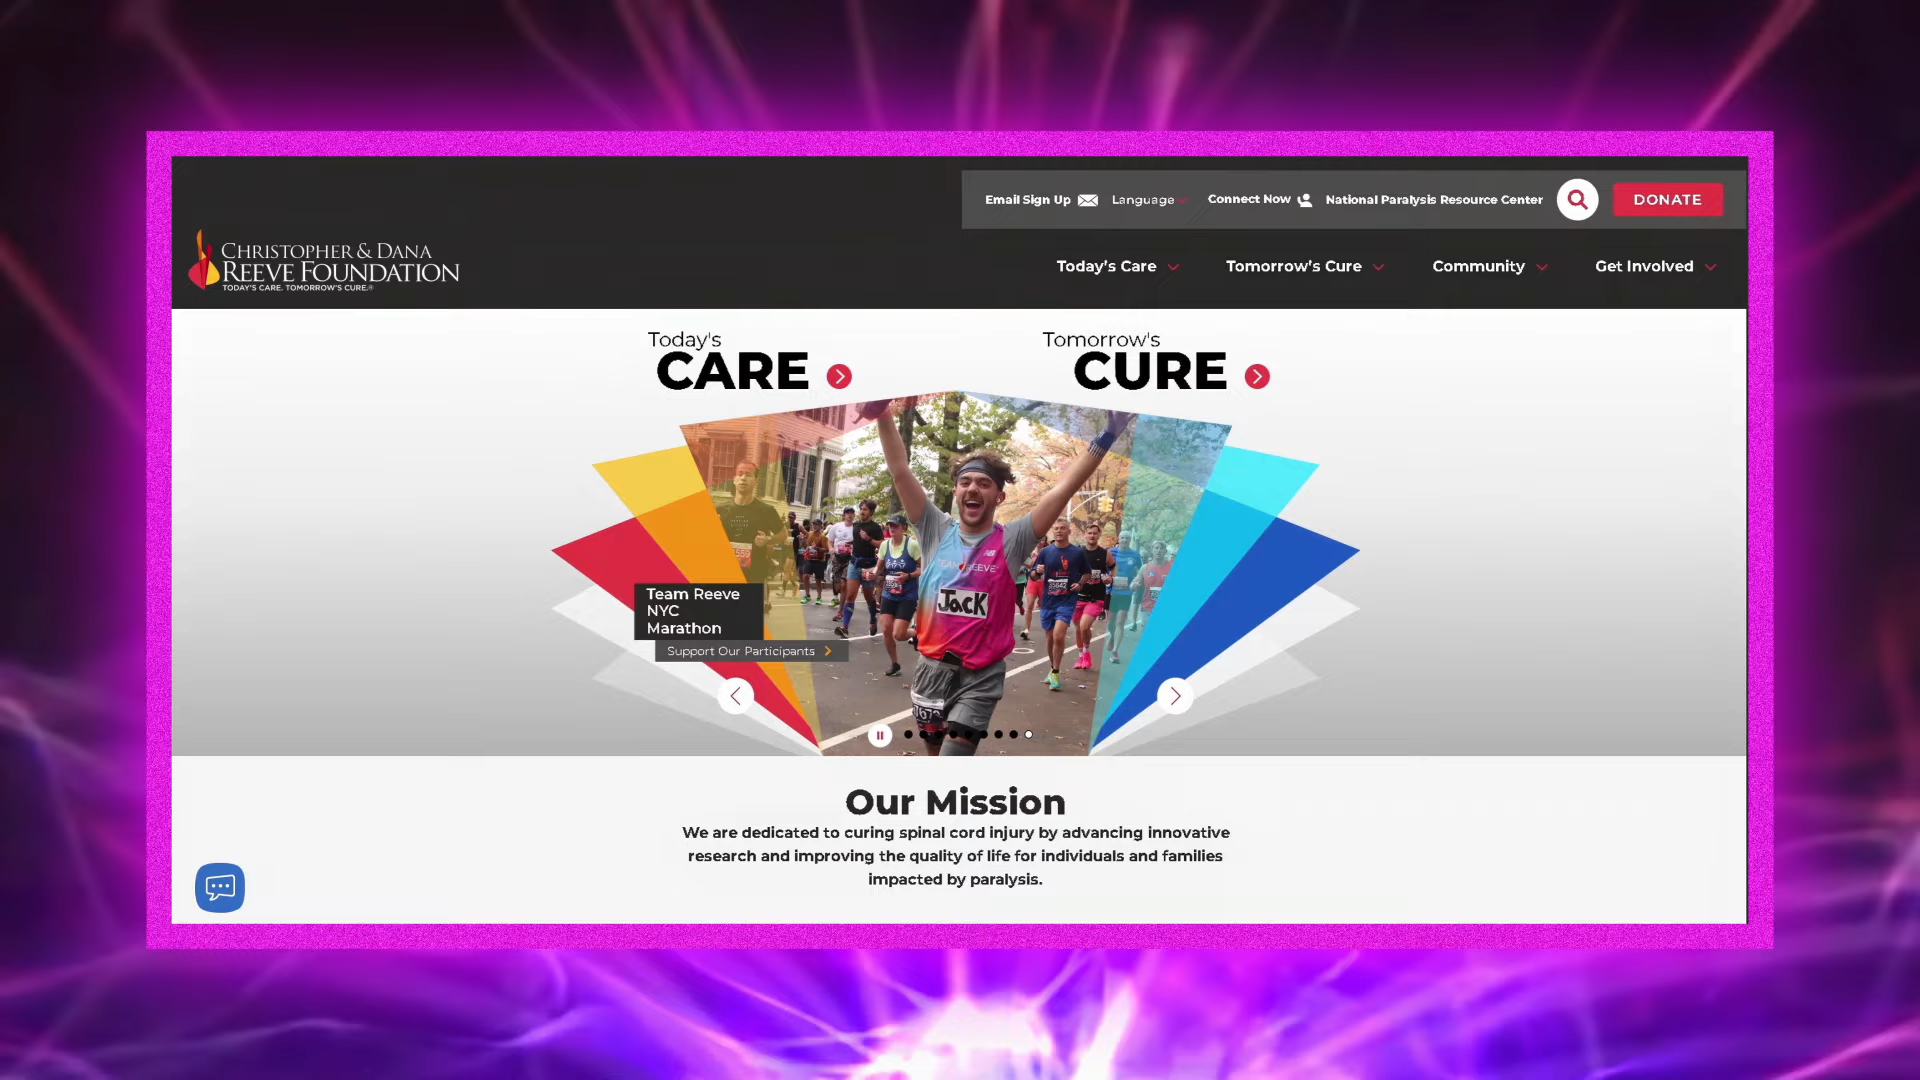 Email Sign Up
Language
Connect Now
National Paralysis Resource Center
DONATE
CHRISTOPHER & DANA
REEVE FOUNDATION
TODAY'S CARE. TOMORROW'S CURE.®
Today's Care
Tomorrow's Cure
Community
Get Involved
Today's
CARE
Tomorrow's
CURE
TEAM REEVE
JACK
Team Reeve
NYC
Marathon
Support Our Participants
Our Mission
We are dedicated to curing spinal cord injury by advancing innovative
research and improving the quality of life for individuals and families
impacted by paralysis.